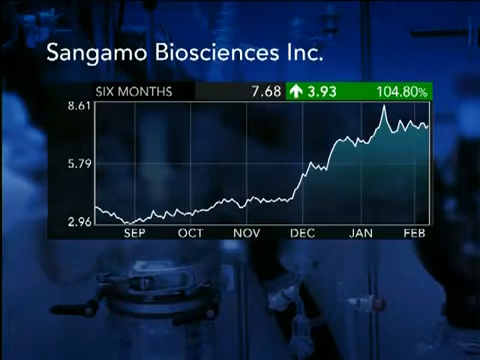 Sangamo Biosciences Inc.
SIX MONTHS 7.68 3.93 104.80%
8.61
5.79
2.96
SEP OCT NOV DEC JAN FEB